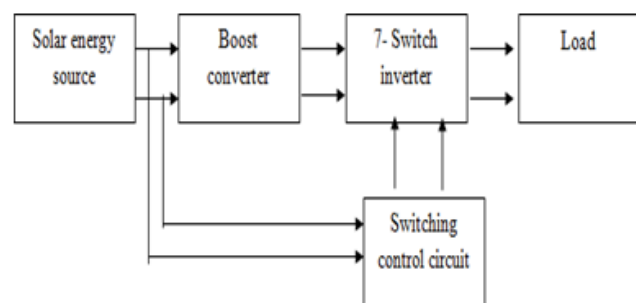 Solar energy
source
Boost
converter
7- Switch
inverter
Load
Switching
control circuit